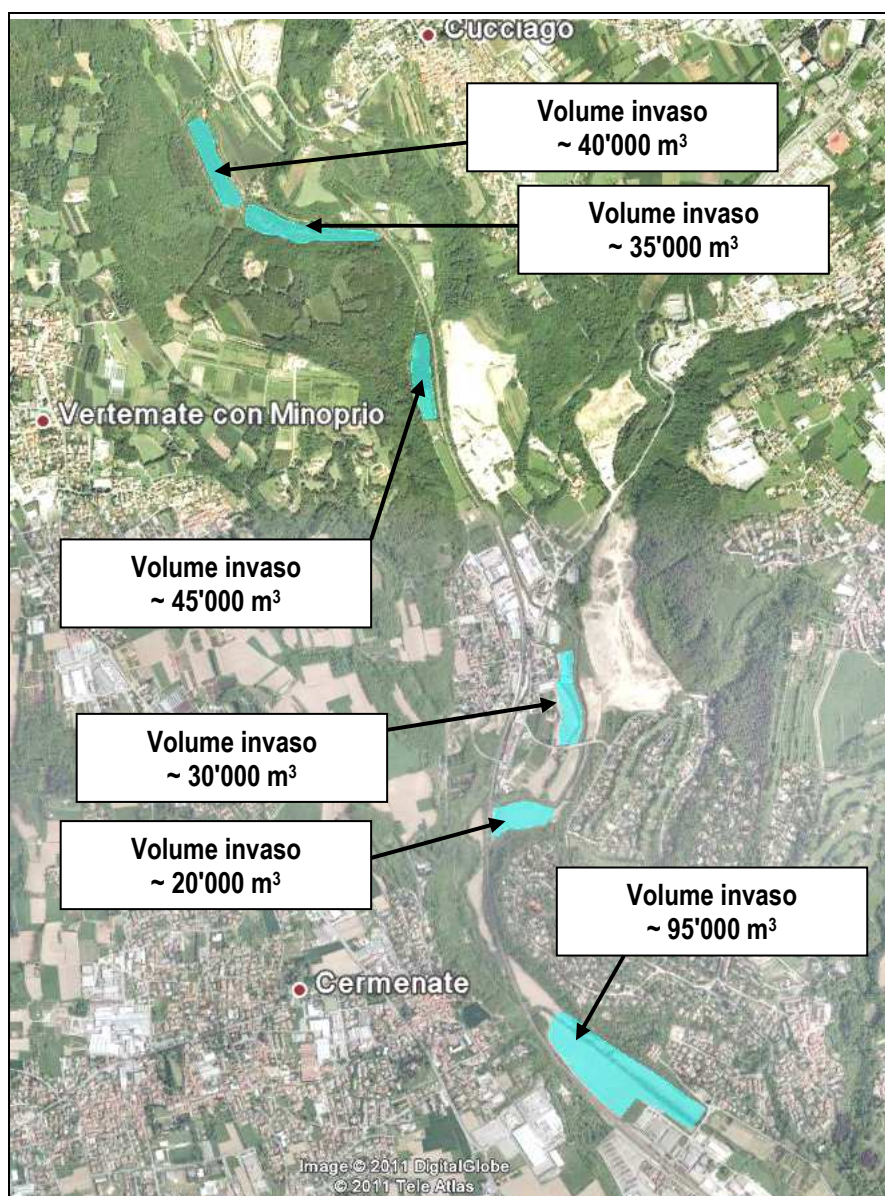 Cucciago
Volume invaso
~ 40'000 m³
Volume invaso
~ 35'000 m³
Vertemate con Minoprio
Volume invaso
~ 45'000 m³
Volume invaso
~ 30'000 m³
Volume invaso
~ 20'000 m³
Volume invaso
~ 95'000 m³
Cermenate
Image © 2011 DigitalGlobe
© 2011 Tele Atlas